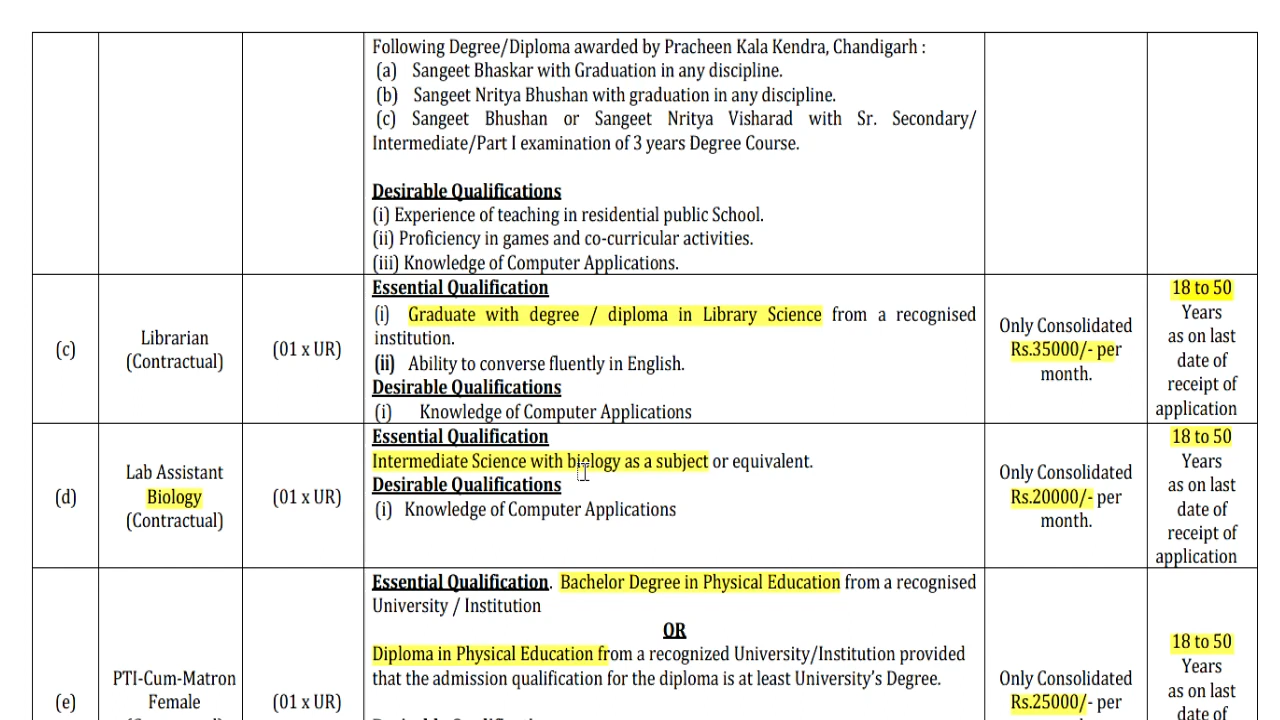 Following Degree/Diploma awarded by Pracheen Kala Kendra, Chandigarh :
(a) Sangeet Bhaskar with Graduation in any discipline.
(b) Sangeet Nritya Bhushan with graduation in any discipline.
(c) Sangeet Bhushan or Sangeet Nritya Visharad with Sr. Secondary/
Intermediate/Part I examination of 3 years Degree Course.
Desirable Qualifications
(i) Experience of teaching in residential public School.
(ii) Proficiency in games and co-curricular activities.
(iii) Knowledge of Computer Applications.
(c)
Librarian
(Contractual)
(01 x UR)
Essential Qualification
(i) Graduate with degree / diploma in Library Science from a recognised
institution.
(ii) Ability to converse fluently in English.
Desirable Qualifications
(i) Knowledge of Computer Applications
Only Consolidated
Rs.35000/- per
month.
18 to 50
Years
as on last
date of
receipt of
application
(d)
Lab Assistant
Biology
(Contractual)
(01 x UR)
Essential Qualification
Intermediate Science with biology as a subject or equivalent.
Desirable Qualifications
(i) Knowledge of Computer Applications
Only Consolidated
Rs.20000/- per
month.
18 to 50
Years
as on last
date of
receipt of
application
(e)
PTI-Cum-Matron
Female
(01 x UR)
Essential Qualification. Bachelor Degree in Physical Education from a recognised
University / Institution
OR
Diploma in Physical Education from a recognized University/Institution provided
that the admission qualification for the diploma is at least University's Degree.
Only Consolidated
Rs.25000/- per
18 to 50
Years
as on last
date of